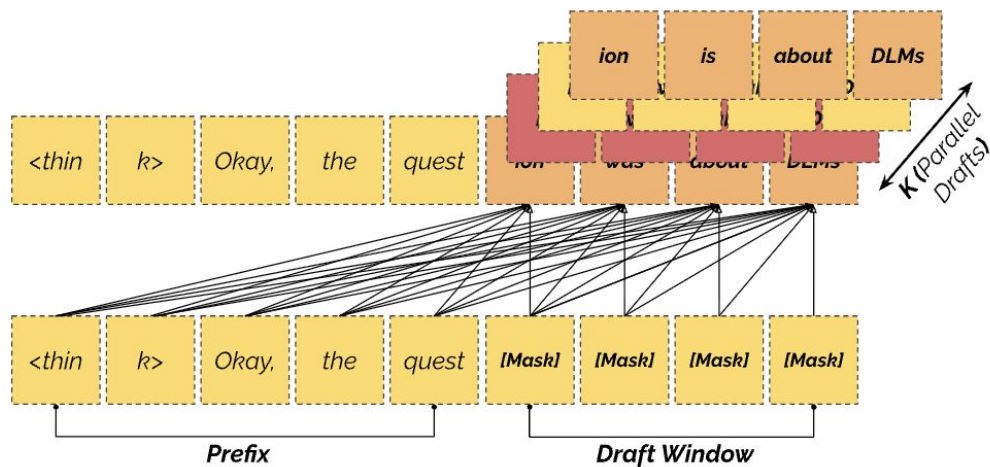 ion is about DLMs
K (Parallel Drafts)
<thin k> Okay, the quest ion was about DLMs
<thin k> Okay, the quest [Mask] [Mask] [Mask] [Mask]
Prefix Draft Window